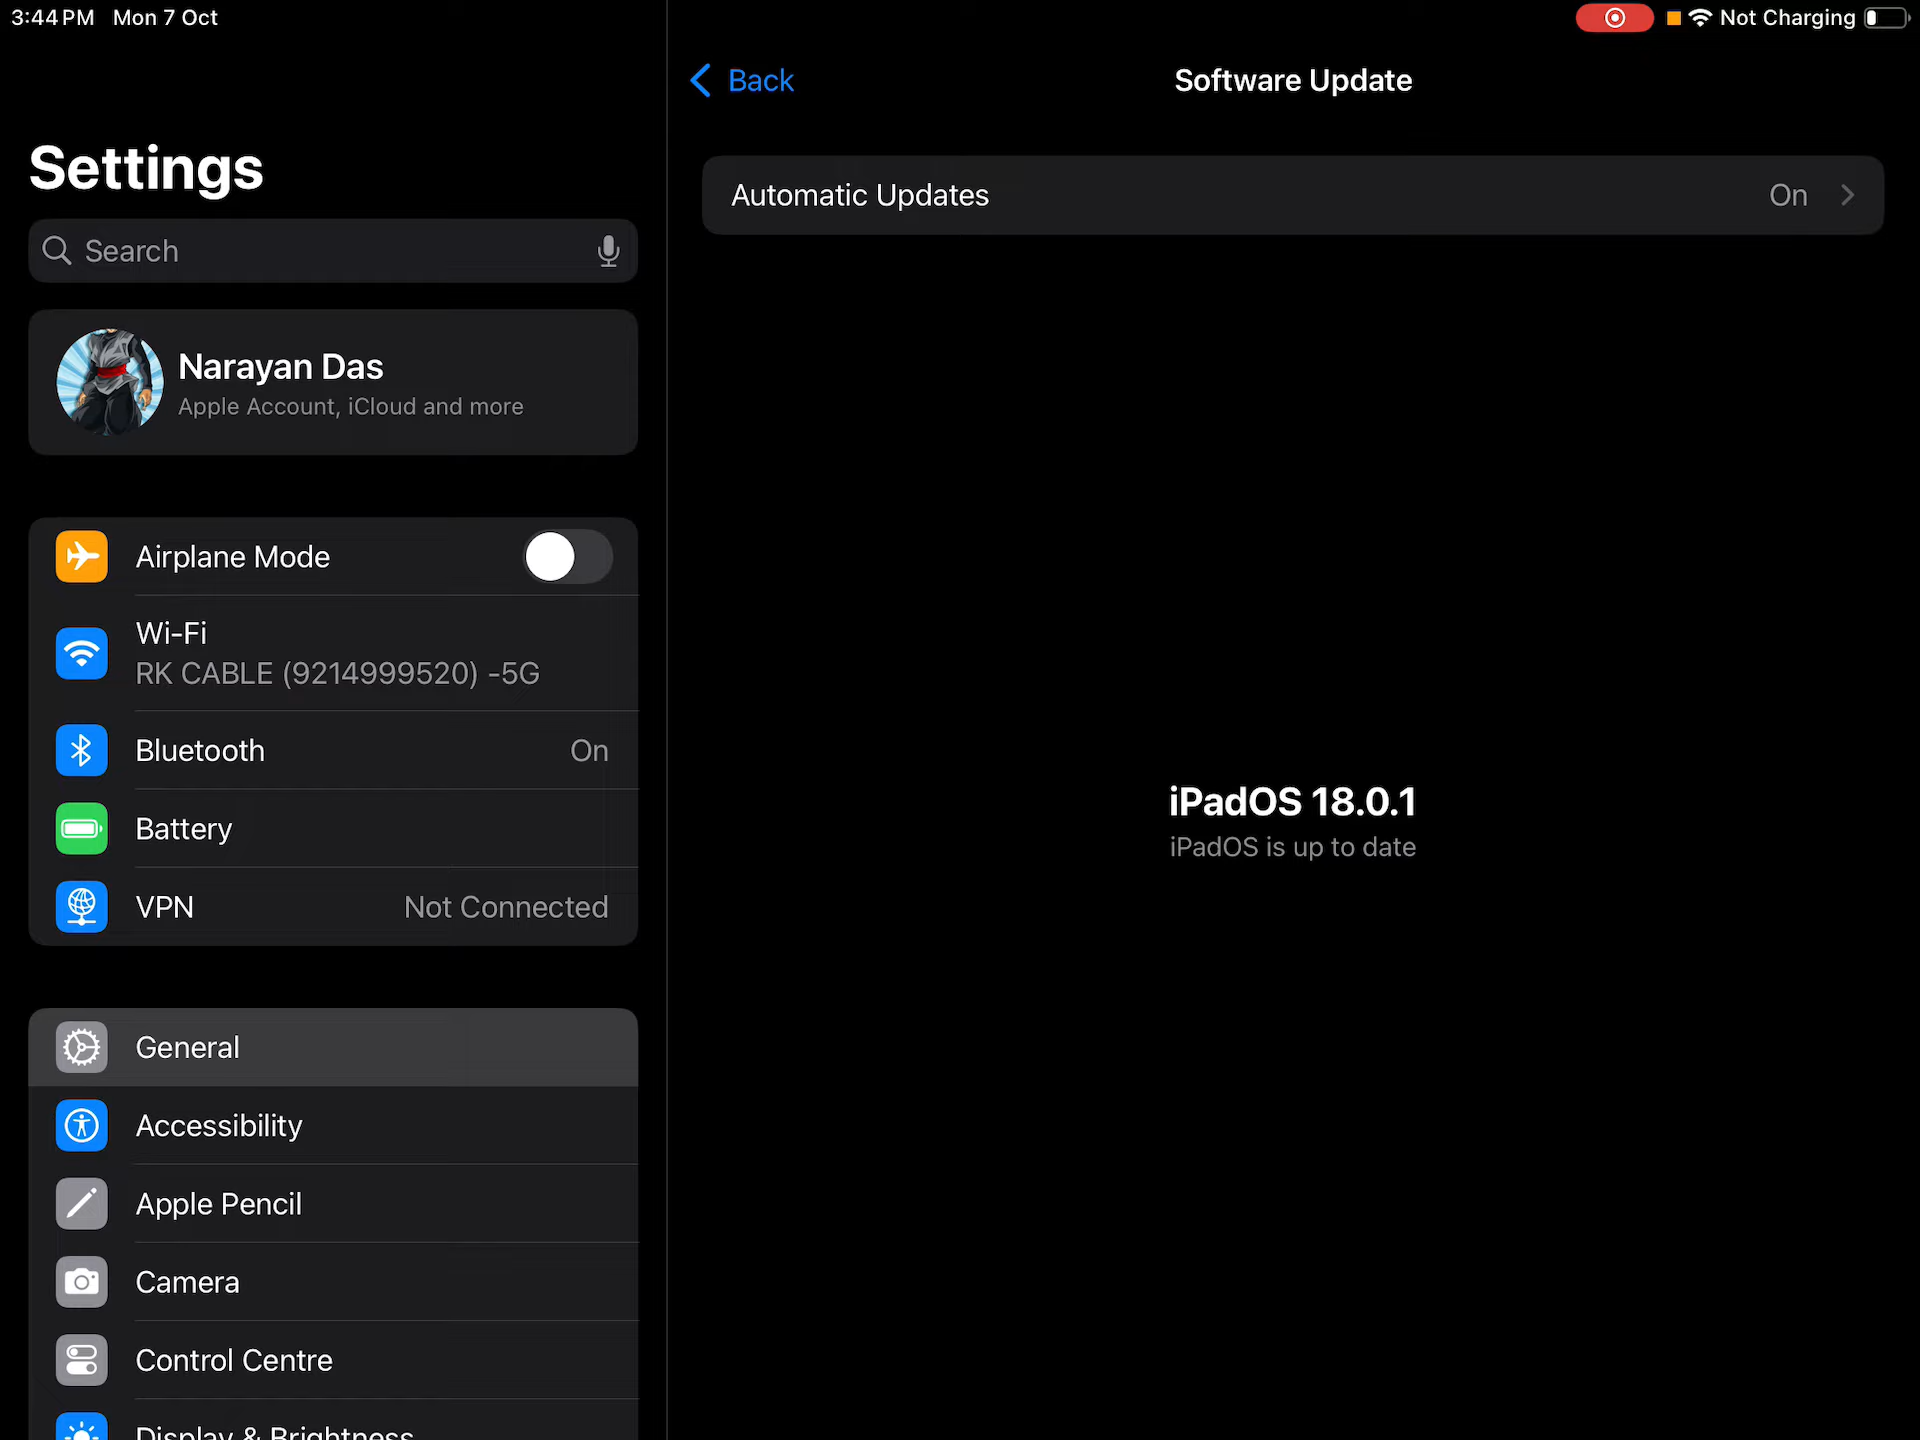 3:44 PM Mon 7 Oct
Not Charging
Settings
Search
Narayan Das
Apple Account, iCloud and more
Airplane Mode
Wi-Fi
RK CABLE (9214999520) -5G
Bluetooth On
Battery
VPN Not Connected
General
Accessibility
Apple Pencil
Camera
Control Centre
Display & Brightness
Back
Software Update
Automatic Updates On
iPadOS 18.0.1
iPadOS is up to date